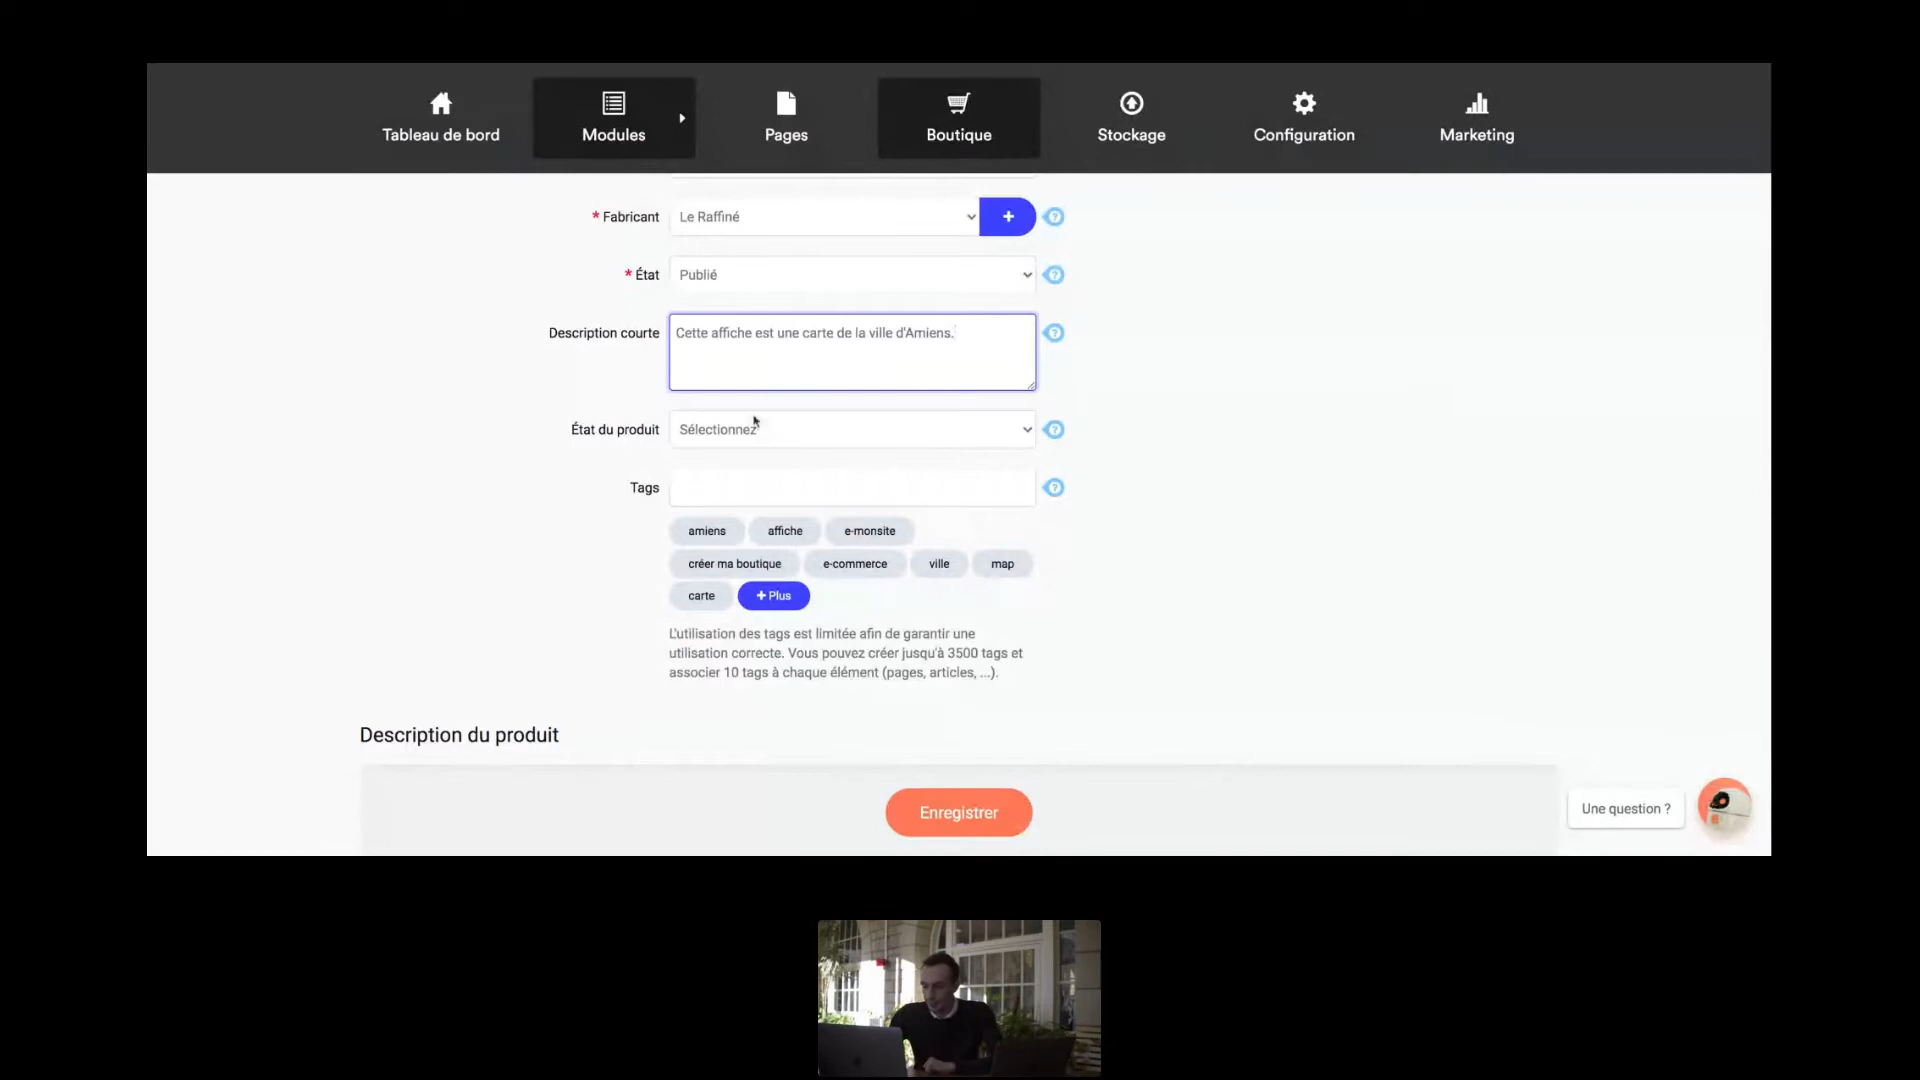 Tableau de bord
Modules
Pages
Boutique
Stockage
Configuration
Marketing
* Fabricant
Le Raffiné
+
?
* État
Publié
?
Description courte
Cette affiche est une carte de la ville d'Amiens.
?
État du produit
Sélectionnez
?
Tags
?
amiens
affiche
e-monsite
créer ma boutique
e-commerce
ville
map
carte
+ Plus
L'utilisation des tags est limitée afin de garantir une
utilisation correcte. Vous pouvez créer jusqu'à 3500 tags et
associer 10 tags à chaque élément (pages, articles, ...).
Description du produit
Enregistrer
Une question ?